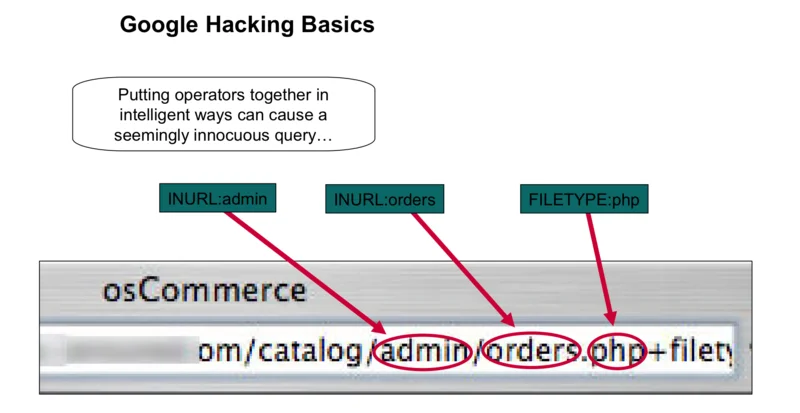 Google Hacking Basics
Putting operators together in
intelligent ways can cause a
seemingly innocuous query…
INURL:admin
INURL:orders
FILETYPE:php
osCommerce
om/catalog/admin/orders.php+filety